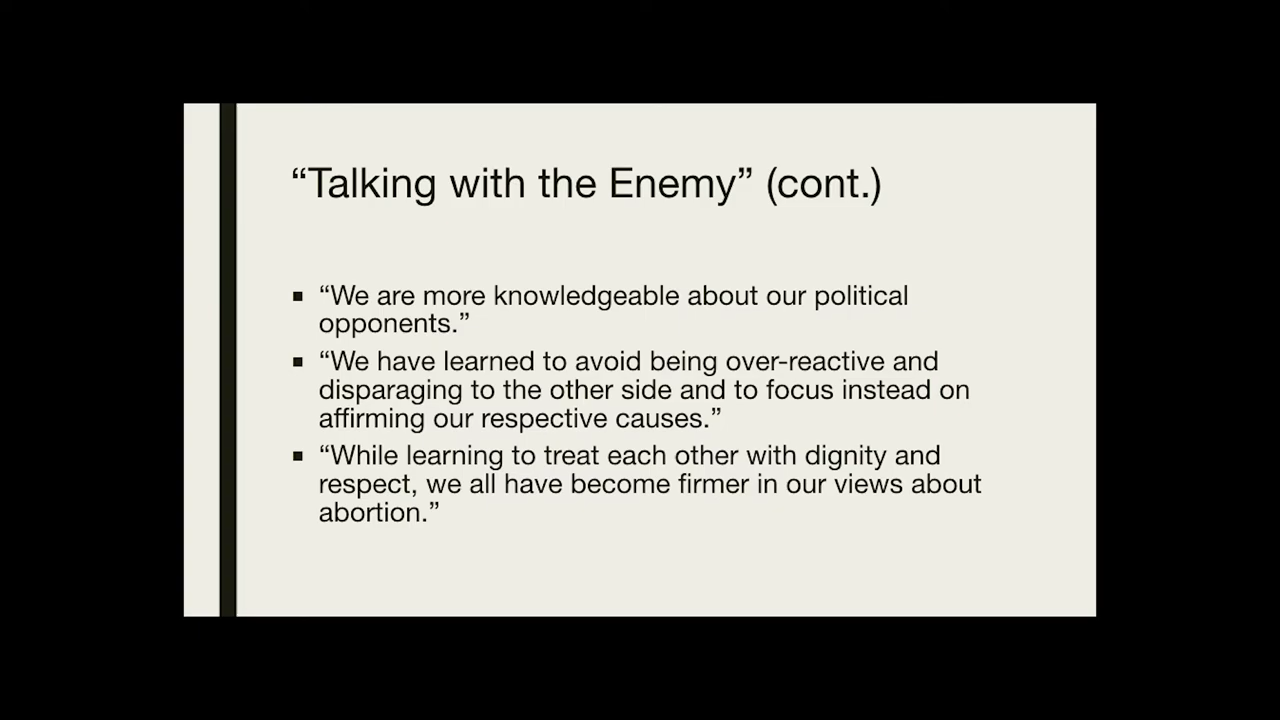 “Talking with the Enemy” (cont.)
▪ “We are more knowledgeable about our political
opponents.”
▪ “We have learned to avoid being over-reactive and
disparaging to the other side and to focus instead on
affirming our respective causes.”
▪ “While learning to treat each other with dignity and
respect, we all have become firmer in our views about
abortion.”